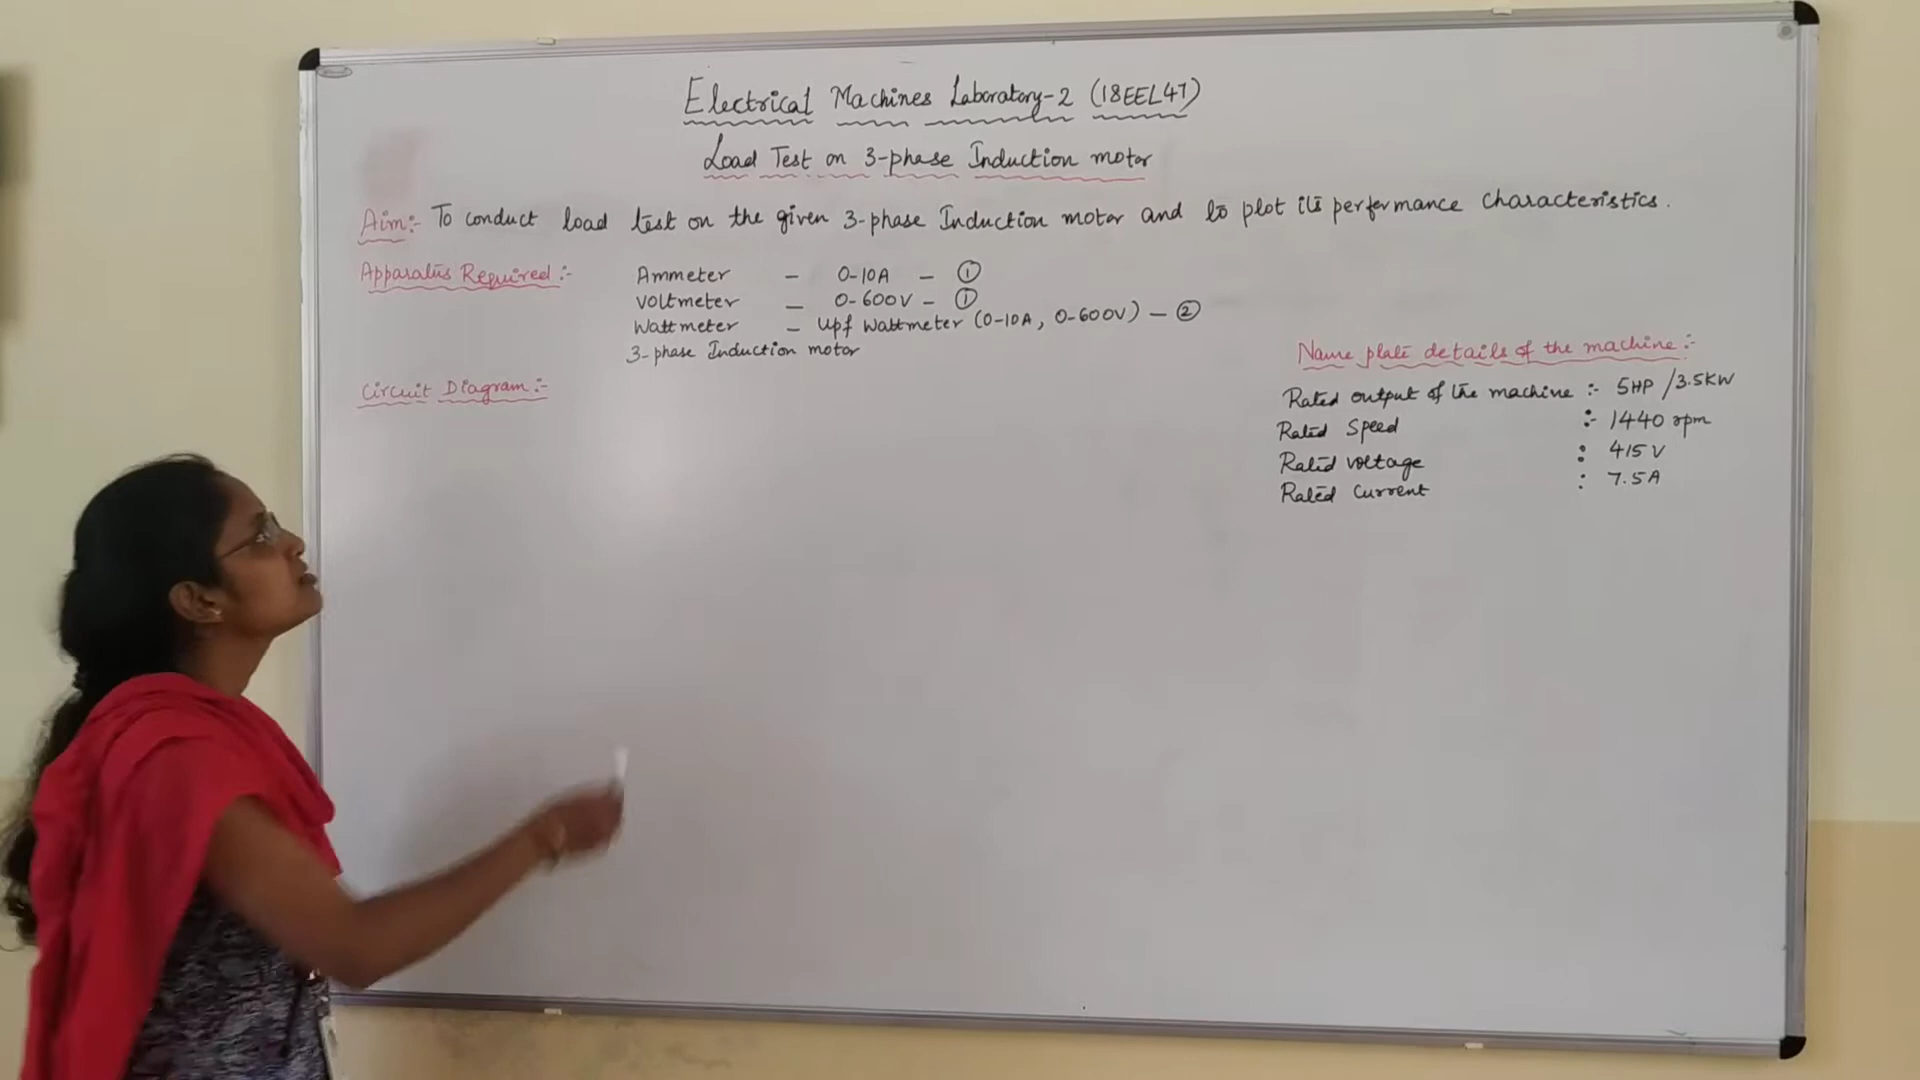 Electrical Machines Laboratory-2 (18EEL47)
Load Test on 3-phase Induction motor
Aim:- To conduct load test on the given 3-phase Induction motor and to plot its performance characteristics.
Apparatus Required :-
Ammeter - 0-10A - ①
Voltmeter - 0-600V - ①
Wattmeter - upf Wattmeter (0-10A, 0-600V) - ②
3-phase Induction motor
Circuit Diagram :-
Name plate details of the machine :-
Rated output of the machine :- 5HP /3.5KW
Rated Speed :- 1440 rpm
Rated voltage : 415 V
Rated Current : 7.5A